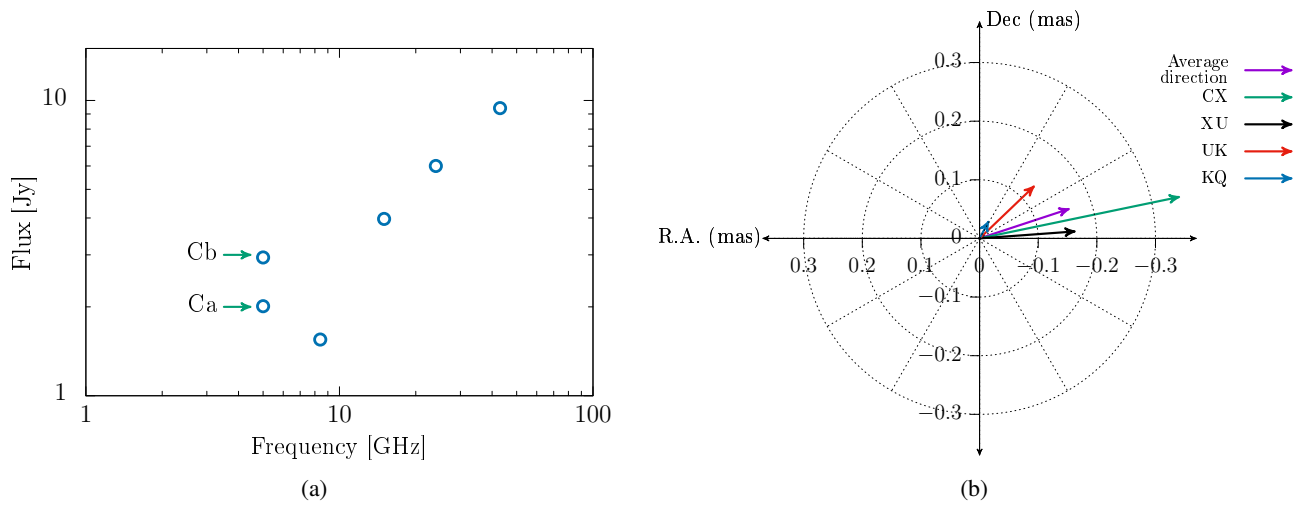 10
1
Flux [Jy]
Cb
Ca
1
10
100
Frequency [GHz]
(a)
Dec (mas)
R.A. (mas)
0.3
0.2
0.1
0
−0.1
−0.2
−0.3
0.3
0.2
0.1
0
−0.1
−0.2
−0.3
Average
direction
CX
XU
UK
KQ
(b)